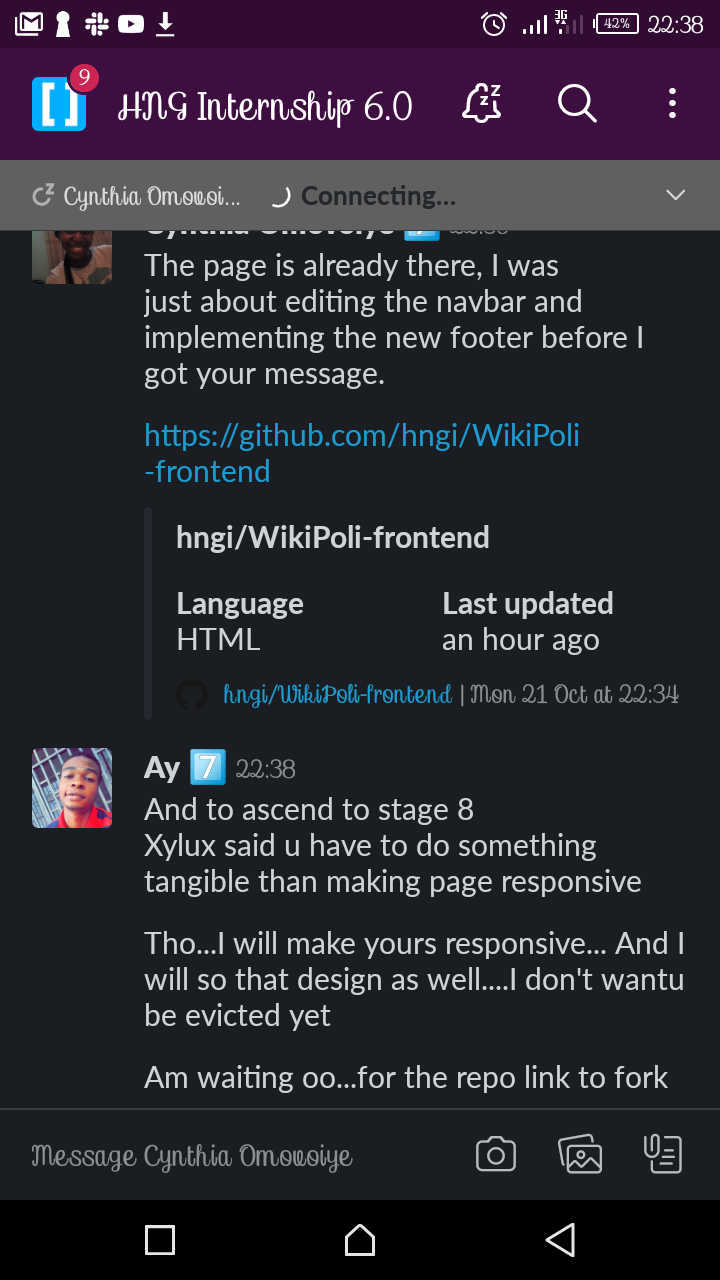 42% 22:38
9
HNG Internship 6.0
Cynthia Omowoi... Connecting...
Cynthia Omovoiye 7 22:36
The page is already there, I was
just about editing the navbar and
implementing the new footer before I
got your message.
https://github.com/hngi/WikiPoli
-frontend
hngi/WikiPoli-frontend
Language Last updated
HTML an hour ago
hngi/WikiPoli-frontend | Mon 21 Oct at 22:34
Ay 7 22:38
And to ascend to stage 8
Xylux said u have to do something
tangible than making page responsive
Tho...I will make yours responsive... And I
will so that design as well....I don't wantu
be evicted yet
Am waiting oo...for the repo link to fork
Message Cynthia Omowoiye